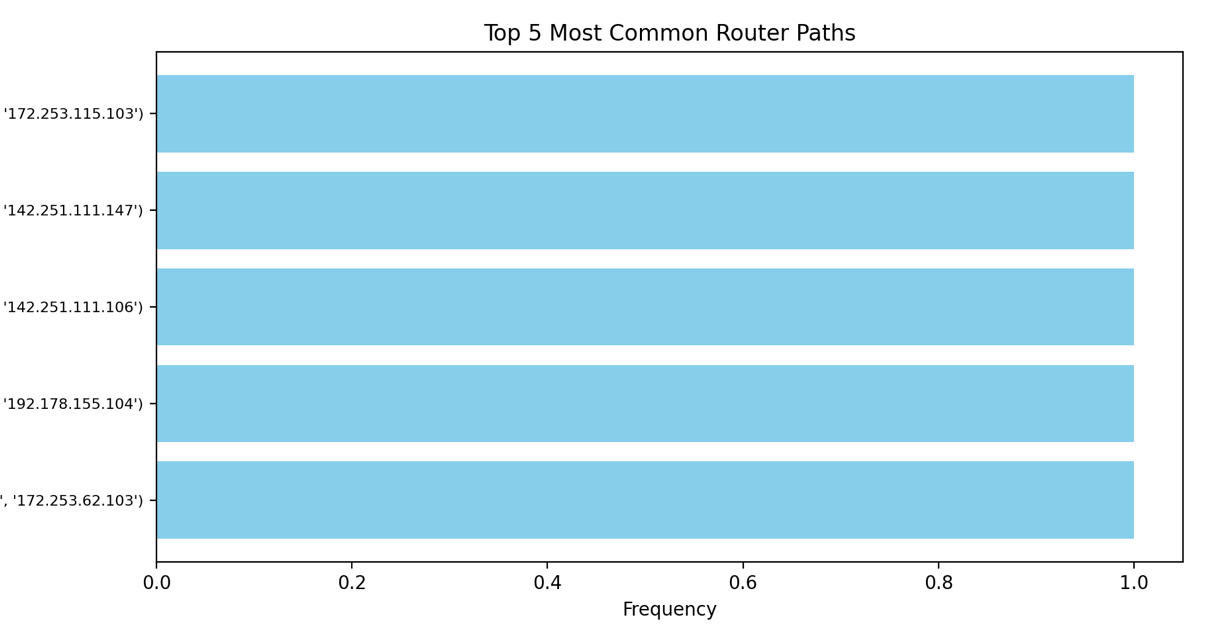 Top 5 Most Common Router Paths
'172.253.115.103')
'142.251.111.147')
'142.251.111.106')
'192.178.155.104')
', '172.253.62.103')
0.0 0.2 0.4 0.6 0.8 1.0
Frequency